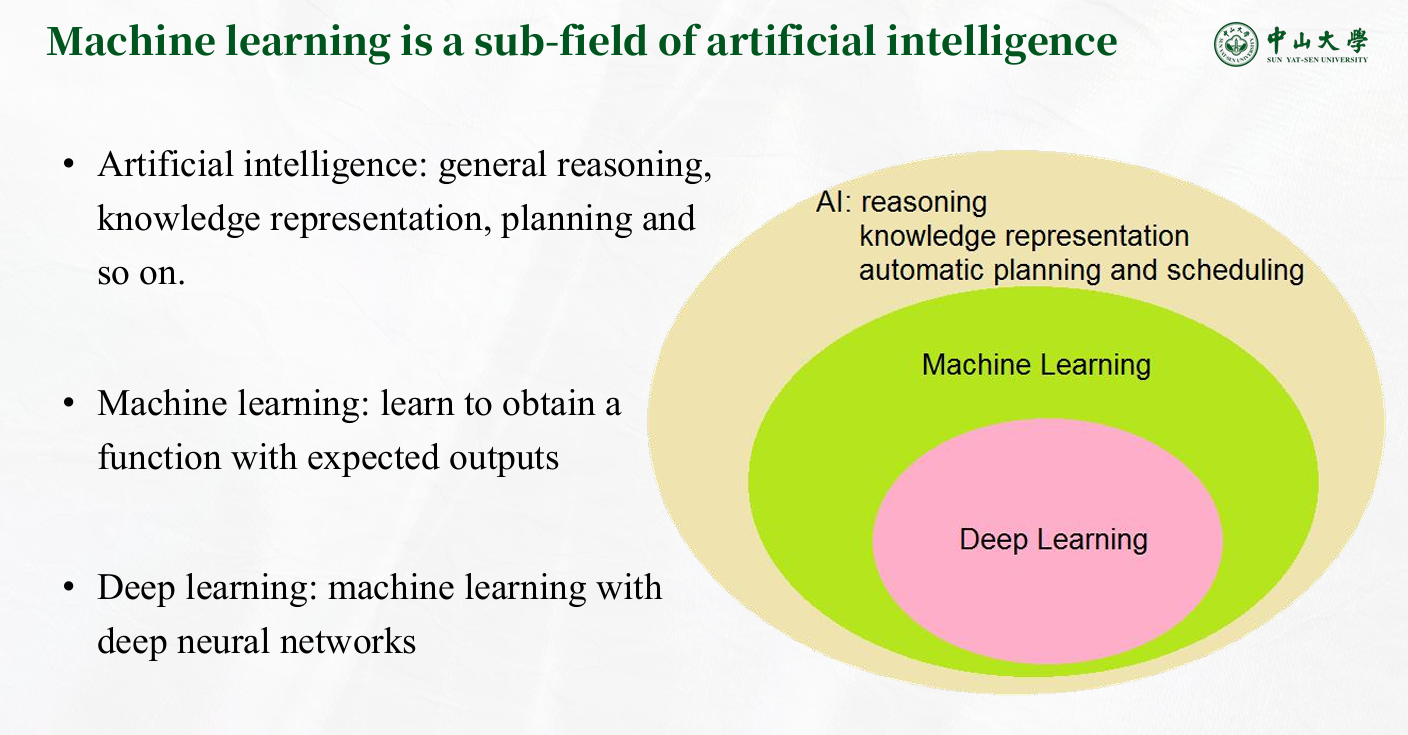 Machine learning is a sub-field of artificial intelligence
中山大學
SUN YAT-SEN UNIVERSITY
• Artificial intelligence: general reasoning,
knowledge representation, planning and
so on.
• Machine learning: learn to obtain a
function with expected outputs
• Deep learning: machine learning with
deep neural networks
AI: reasoning
knowledge representation
automatic planning and scheduling
Machine Learning
Deep Learning